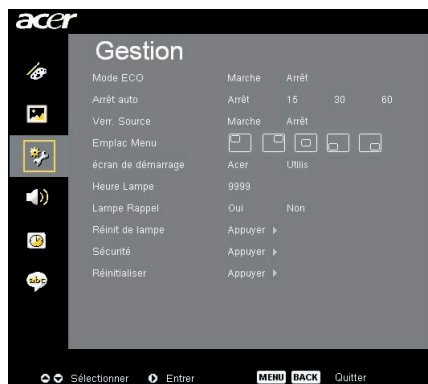 acer
Gestion
Mode ECO Marche Arrêt
Arrêt auto Arrêt 15 30 60
Verr. Source Marche Arrêt
Emplac Menu
écran de démarrage Acer Utilis
Heure Lampe 9999
Lampe Rappel Oui Non
Réinit de lampe Appuyer
Sécurité Appuyer
Réinitialiser Appuyer
abc
Sélectionner Entrer MENU BACK Quitter